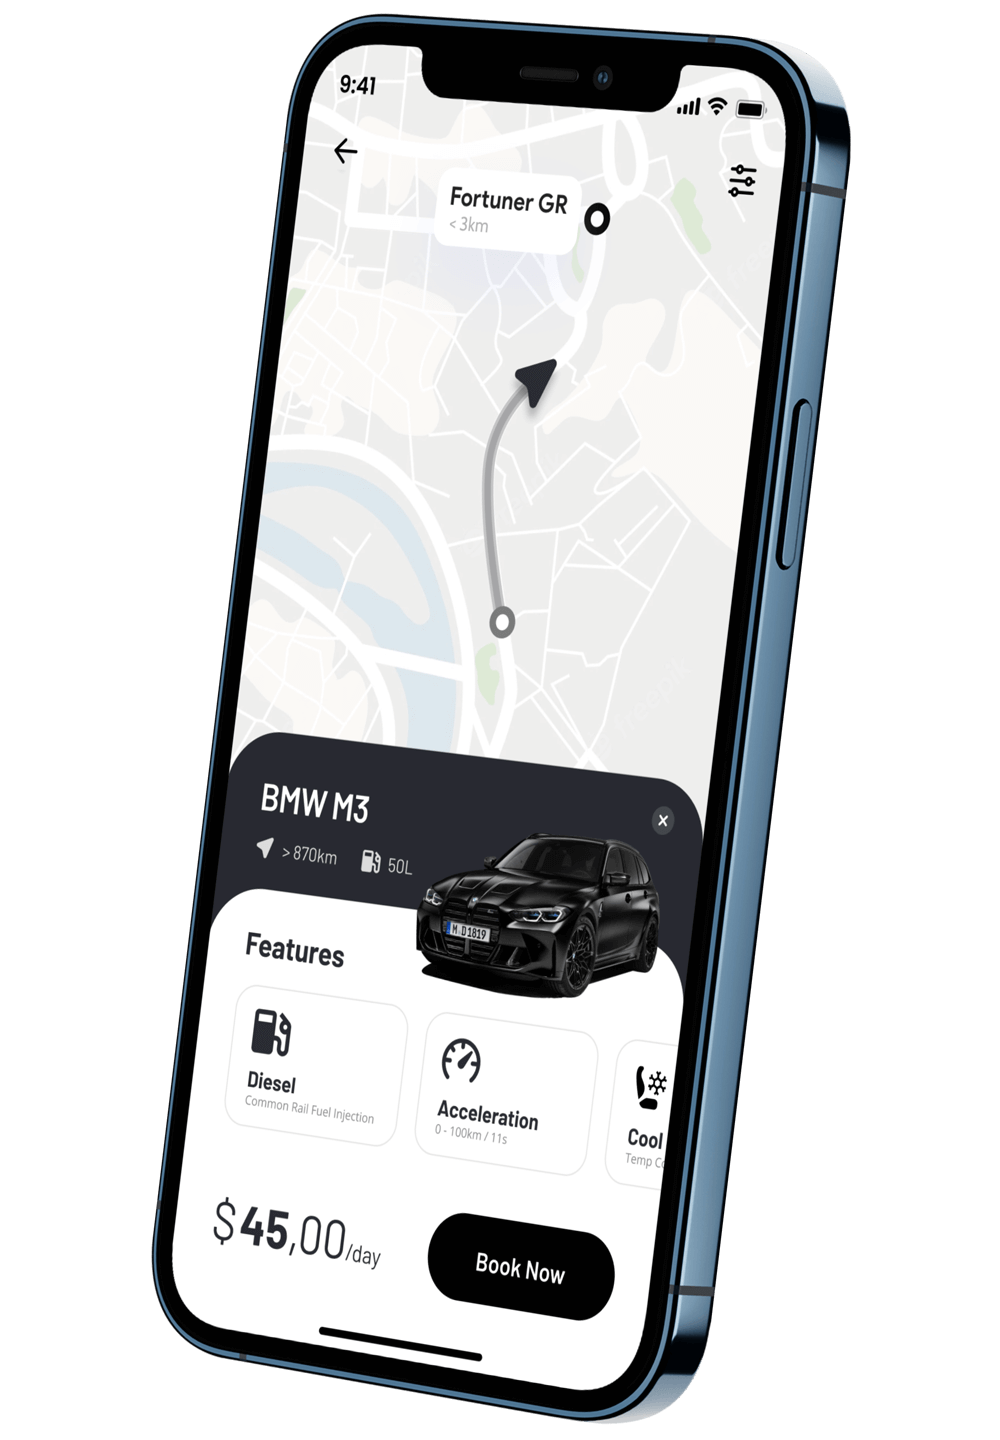 9:41
Fortuner GR
< 3km
BMW M3
> 870km 50L
M D1819
Features
Diesel
Common Rail Fuel Injection
Acceleration
0 - 100km / 11s
Cool
Temp Co
$45,00/day
Book Now